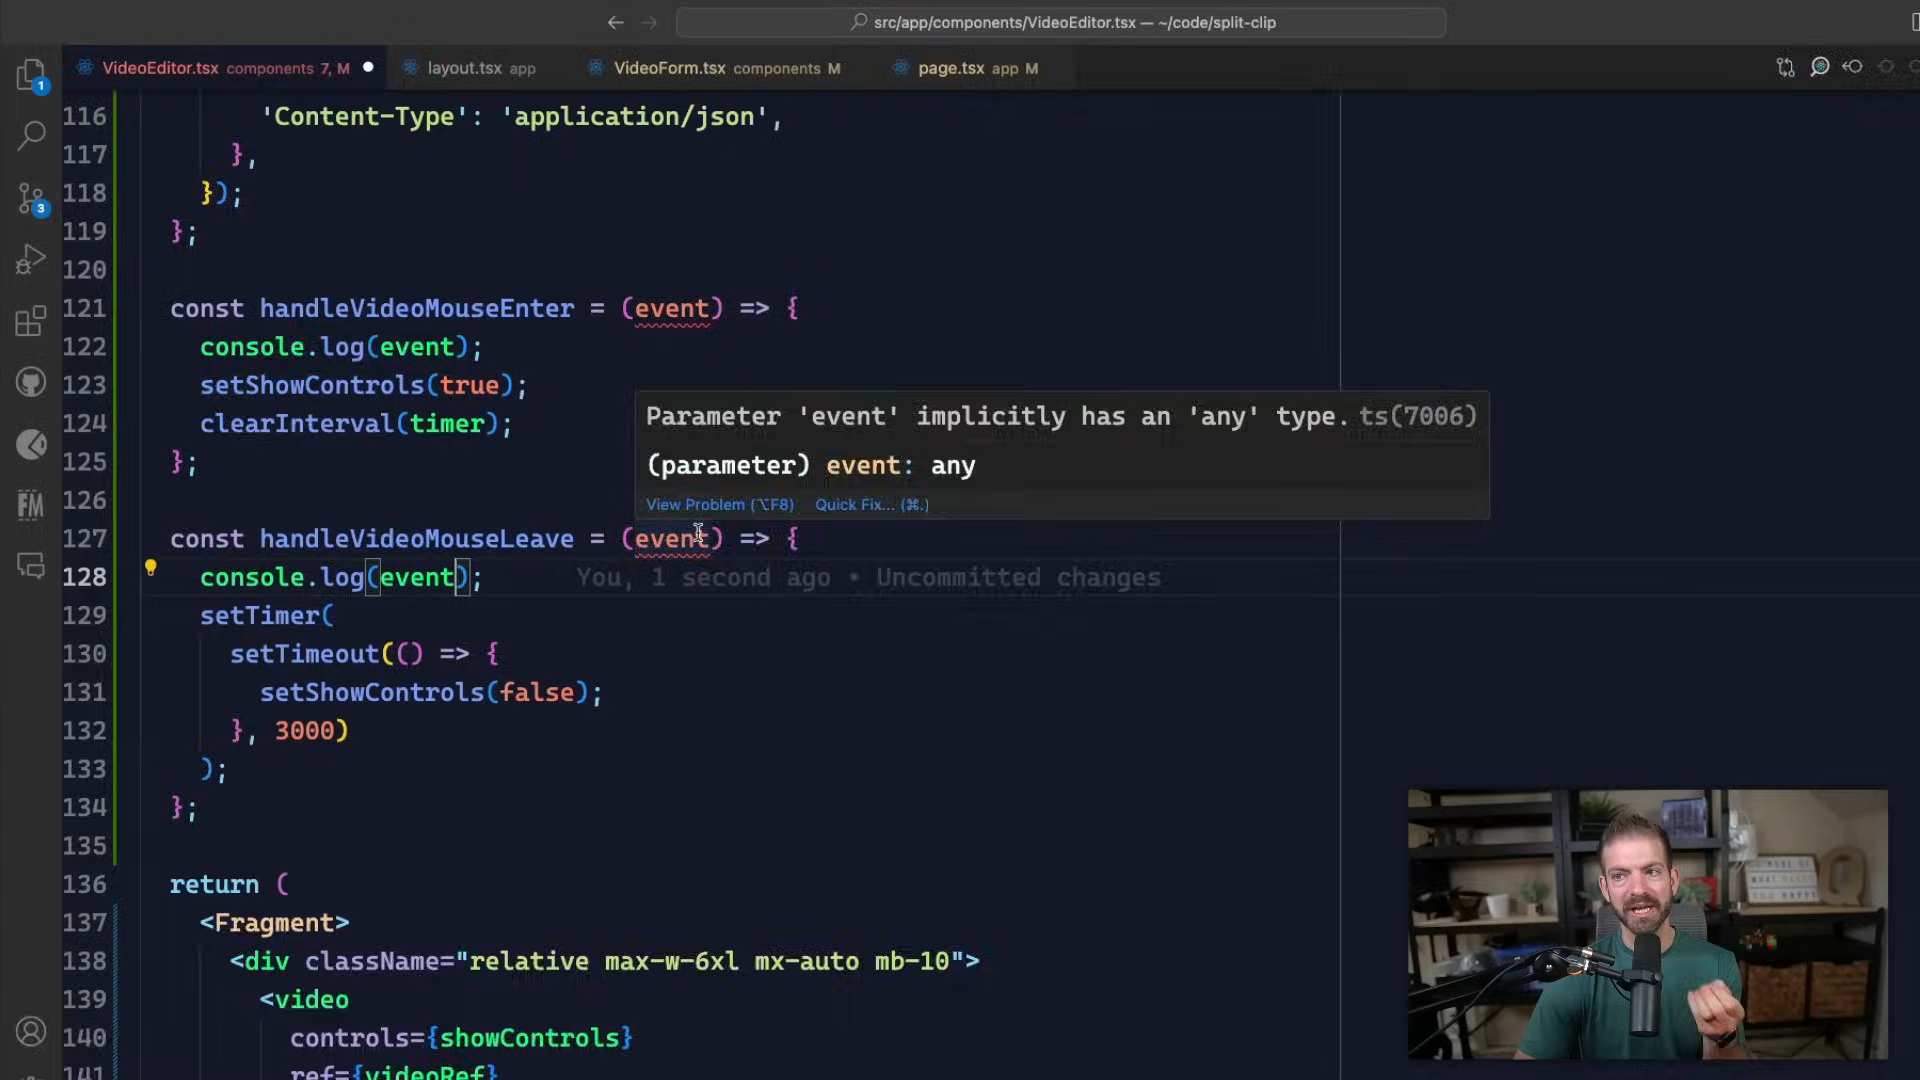 src/app/components/VideoEditor.tsx — ~/code/split-clip
VideoEditor.tsx components 7, M
layout.tsx app
VideoForm.tsx components M
page.tsx app M
1
3
FM
116 'Content-Type': 'application/json',
117 },
118 });
119 };
120
121 const handleVideoMouseEnter = (event) => {
122 console.log(event);
123 setShowControls(true);
124 clearInterval(timer);
125 };
126
Parameter 'event' implicitly has an 'any' type. ts(7006)
(parameter) event: any
View Problem (⌥F8) Quick Fix... (⌘.)
127 const handleVideoMouseLeave = (event) => {
128 console.log(event); You, 1 second ago • Uncommitted changes
129 setTimer(
130 setTimeout(() => {
131 setShowControls(false);
132 }, 3000)
133 );
134 };
135
136 return (
137 <Fragment>
138 <div className="relative max-w-6xl mx-auto mb-10">
139 <video
140 controls={showControls}
141 ref={videoRef}